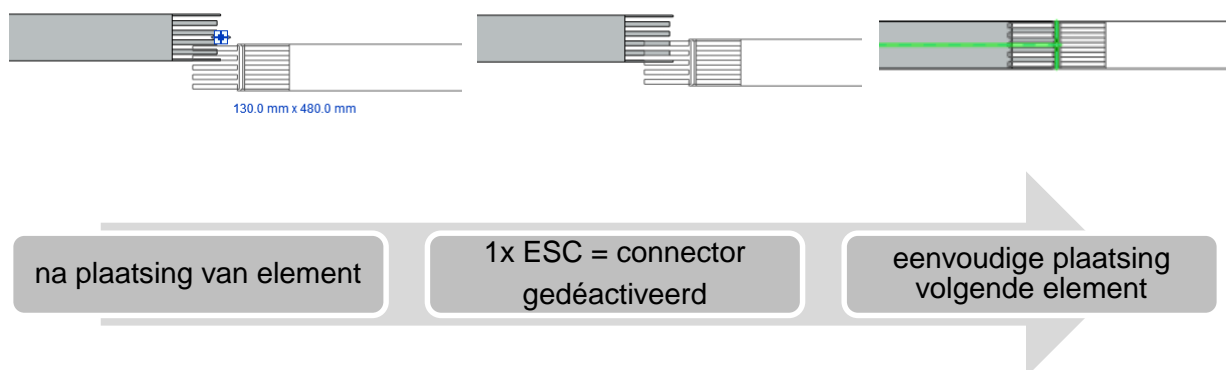 130.0 mm x 480.0 mm
na plaatsing van element
1x ESC = connector
gedéactiveerd
eenvoudige plaatsing
volgende element